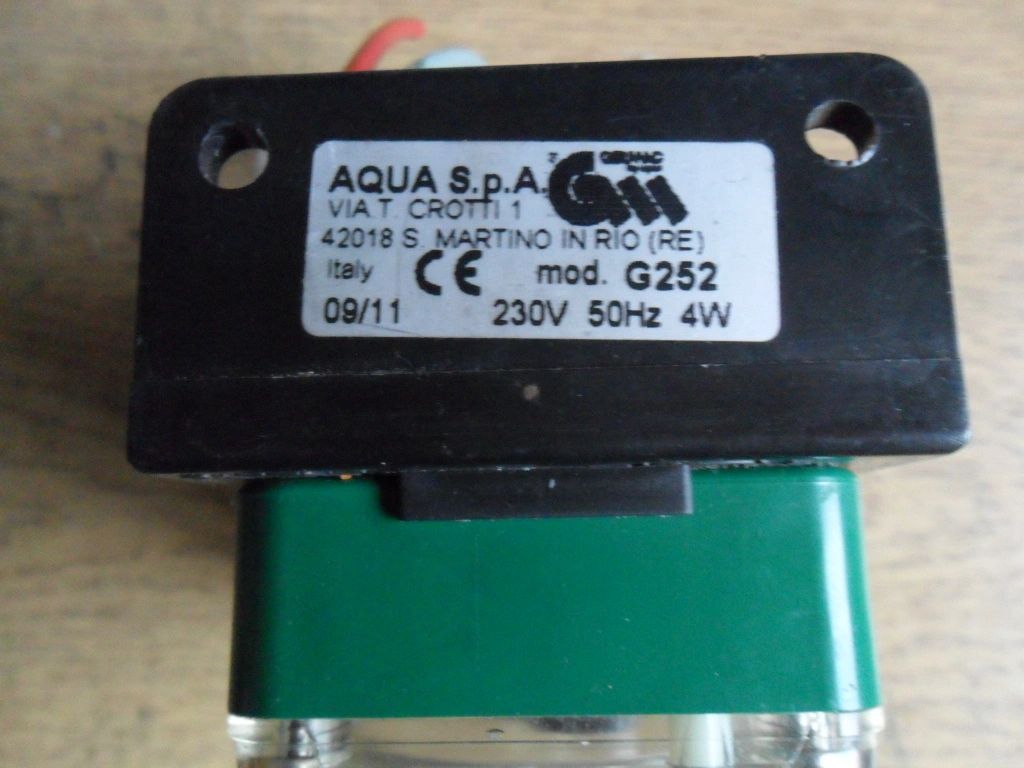 AQUA S.p.A.
VIA T. CROTTI 1
42018 S. MARTINO IN RIO (RE)
Italy CE mod. G252
09/11 230V 50Hz 4W